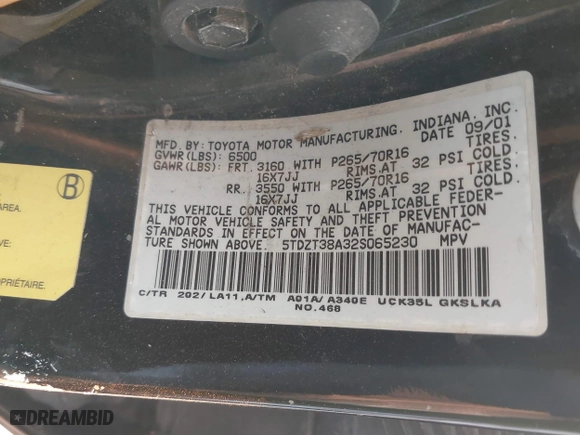 MFD. BY: TOYOTA MOTOR MANUFACTURING, INDIANA, INC.
GVWR(LBS): 6500 DATE 09/01
GAWR(LBS): FRT. 3160 WITH P265/70R16 TIRES,
16X7JJ RIMS,AT 32 PSI COLD.
RR. 3550 WITH P265/70R16 TIRES,
16X7JJ RIMS,AT 32 PSI COLD.
THIS VEHICLE CONFORMS TO ALL APPLICABLE FEDER-
AL MOTOR VEHICLE SAFETY AND THEFT PREVENTION
STANDARDS IN EFFECT ON THE DATE OF MANUFAC-
TURE SHOWN ABOVE. 5TDZT38A32S065230 MPV
C/TR 202/LA11,A/TM A01A/A340E UCK35L GKSLKA
NO.468
B
AREA.
PROPRIÉTAIRE.
DREAMBID